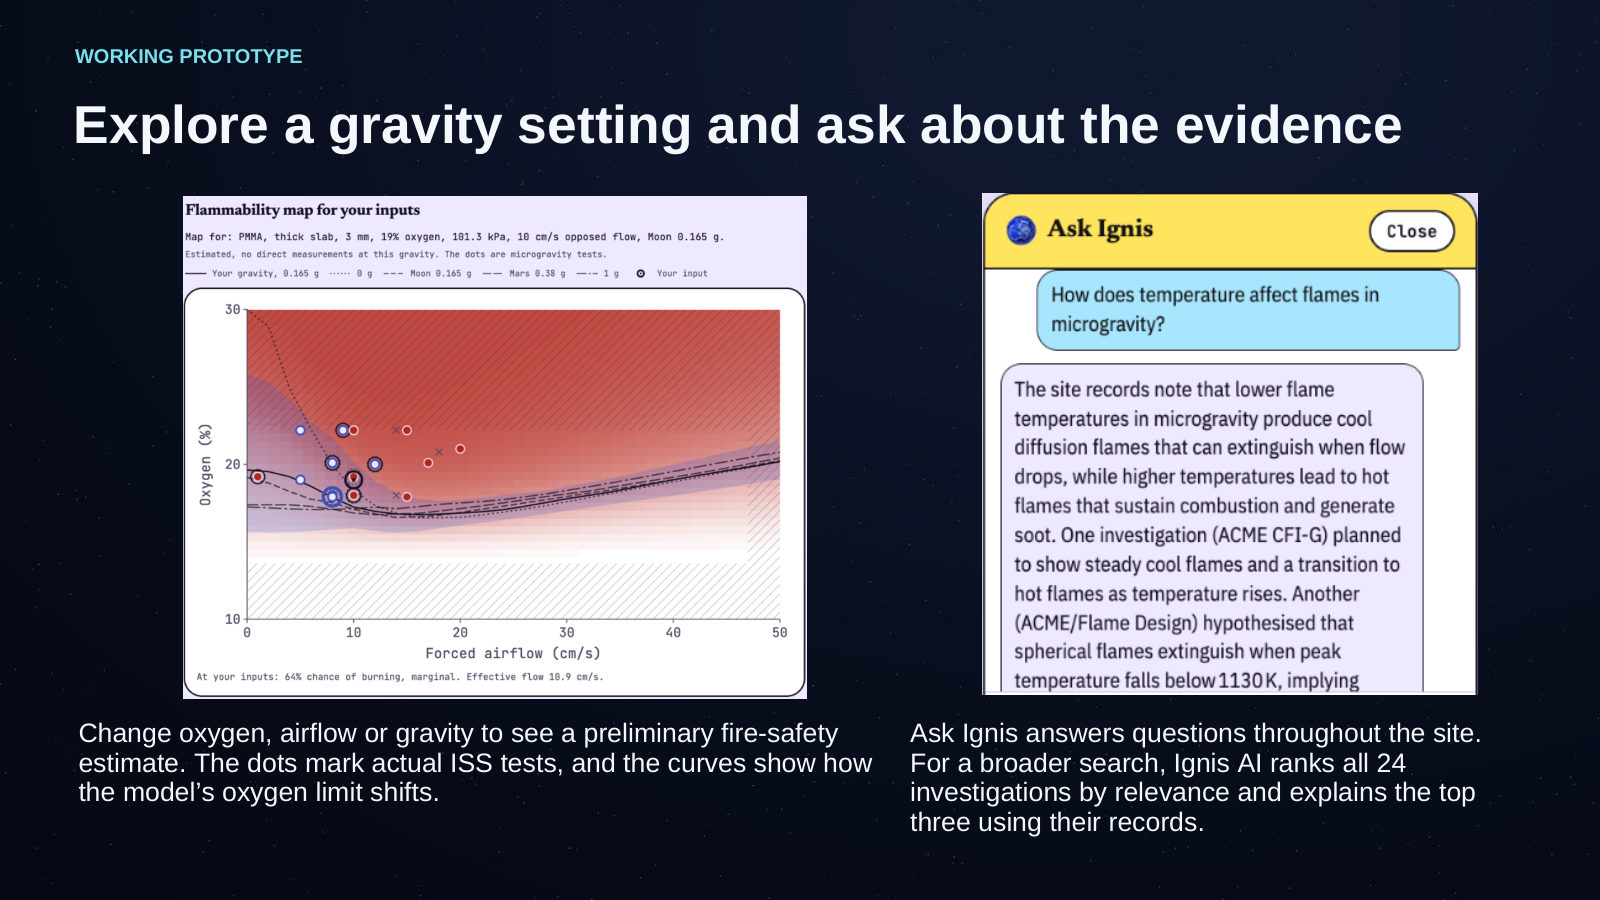 WORKING PROTOTYPE
Explore a gravity setting and ask about the evidence
Flammability map for your inputs
Map for: PMMA, thick slab, 3 mm, 19% oxygen, 101.3 kPa, 10 cm/s opposed flow, Moon 0.165 g.
Estimated, no direct measurements at this gravity. The dots are microgravity tests.
Your gravity, 0.165 g 0 g Moon 0.165 g Mars 0.38 g 1 g Your input
30
20
10
Oxygen (%)
0 10 20 30 40 50
Forced airflow (cm/s)
At your inputs: 64% chance of burning, marginal. Effective flow 10.9 cm/s.
Change oxygen, airflow or gravity to see a preliminary fire-safety
estimate. The dots mark actual ISS tests, and the curves show how
the model’s oxygen limit shifts.
Ask Ignis
Close
How does temperature affect flames in
microgravity?
The site records note that lower flame
temperatures in microgravity produce cool
diffusion flames that can extinguish when flow
drops, while higher temperatures lead to hot
flames that sustain combustion and generate
soot. One investigation (ACME CFI-G) planned
to show steady cool flames and a transition to
hot flames as temperature rises. Another
(ACME/Flame Design) hypothesised that
spherical flames extinguish when peak
temperature falls below 1130 K, implying
Ask Ignis answers questions throughout the site.
For a broader search, Ignis AI ranks all 24
investigations by relevance and explains the top
three using their records.